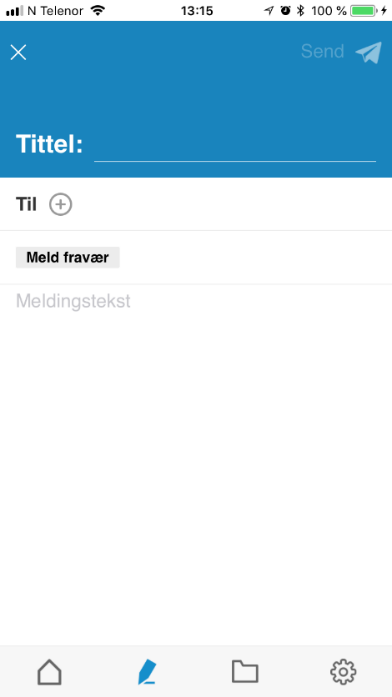 N Telenor 13:15 100 %
Send
Tittel:
Til
Meld fravær
Meldingstekst